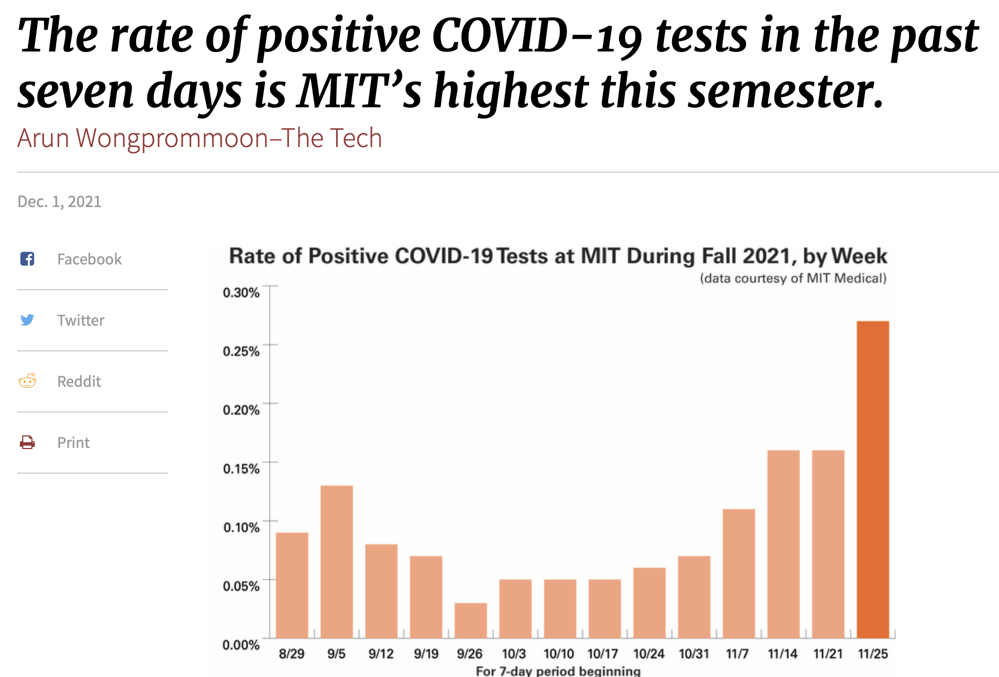 The rate of positive COVID-19 tests in the past
seven days is MIT's highest this semester.
Arun Wongprommoon–The Tech
Dec. 1, 2021
Facebook
Twitter
Reddit
Print
Rate of Positive COVID-19 Tests at MIT During Fall 2021, by Week
(data courtesy of MIT Medical)
0.30%
0.25%
0.20%
0.15%
0.10%
0.05%
0.00%
8/29 9/5 9/12 9/19 9/26 10/3 10/10 10/17 10/24 10/31 11/7 11/14 11/21 11/25
For 7-day period beginning